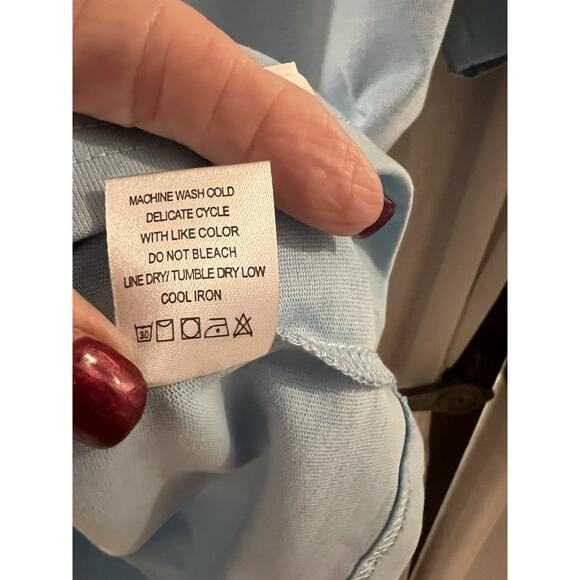 MACHINE WASH COLD
DELICATE CYCLE
WITH LIKE COLOR
DO NOT BLEACH
LINE DRY/ TUMBLE DRY LOW
COOL IRON
30